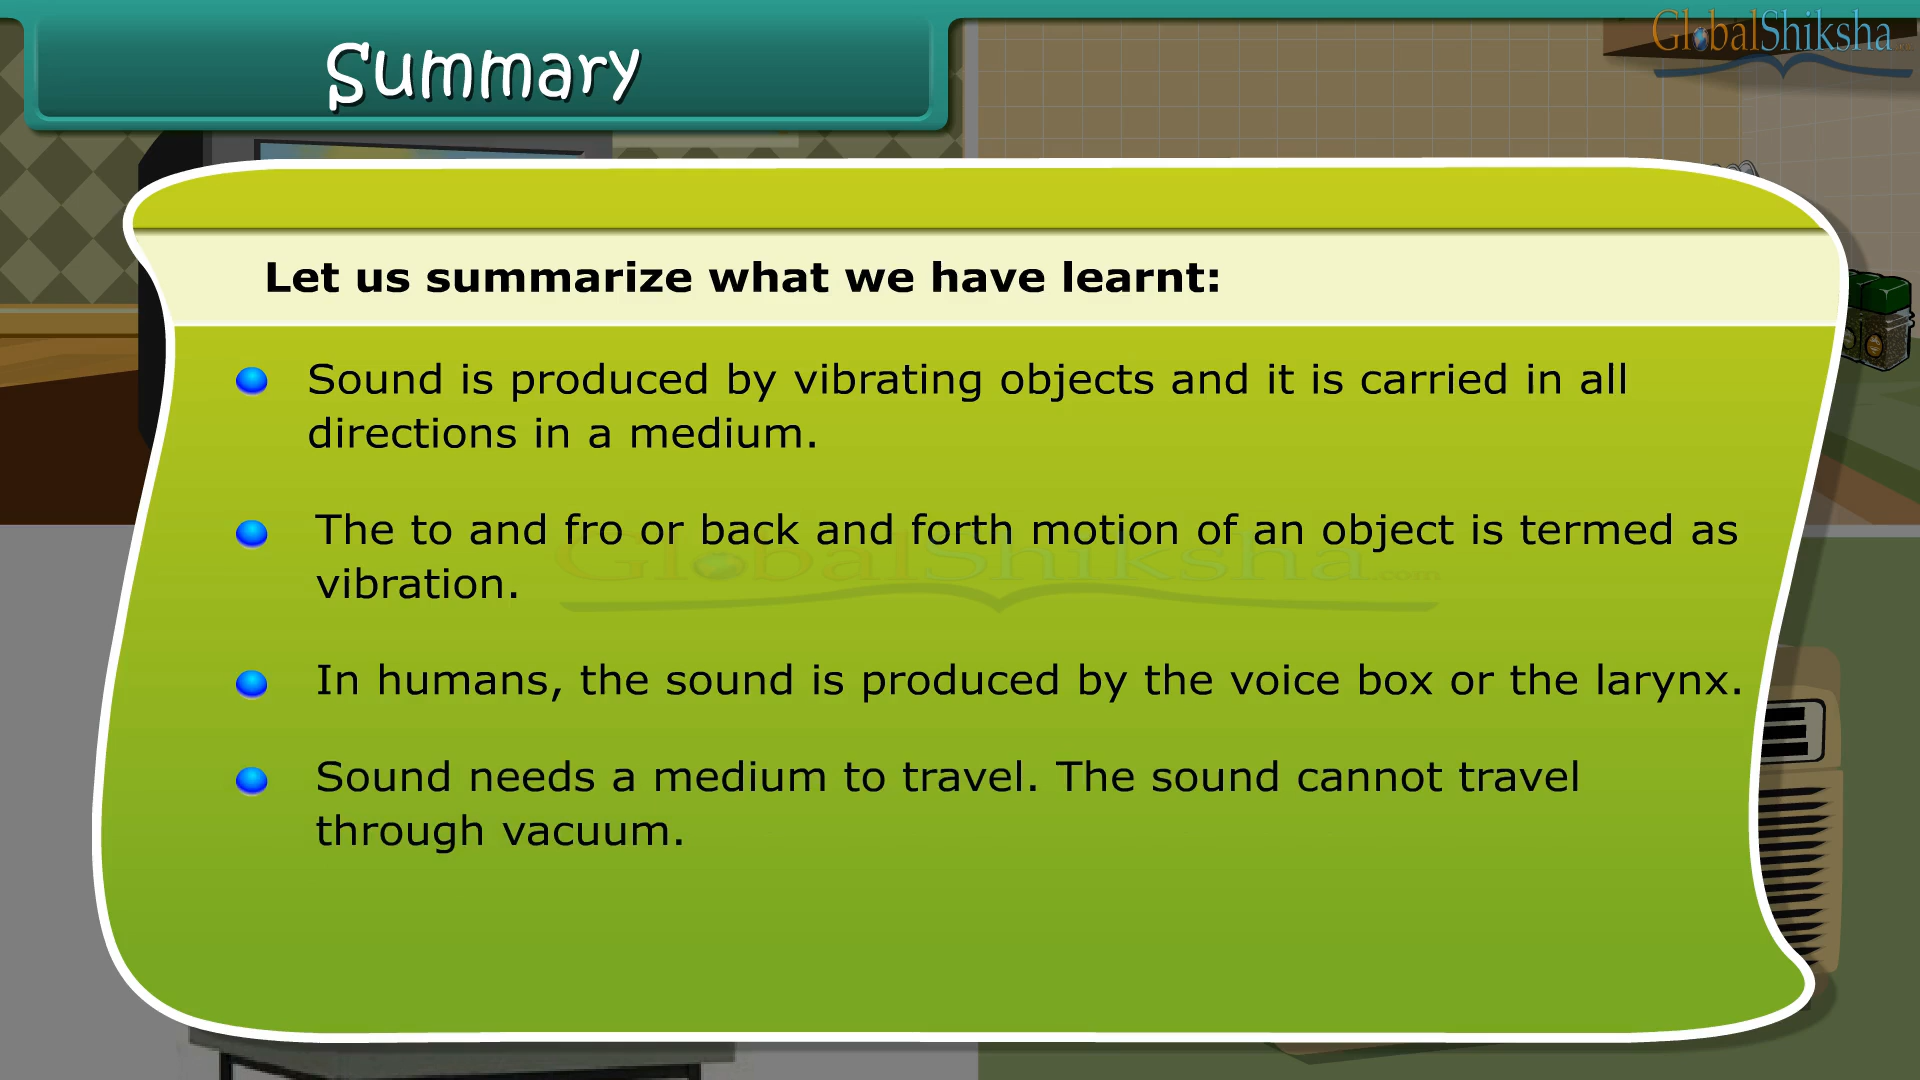 Summary
GlobalShiksha
Let us summarize what we have learnt:
Sound is produced by vibrating objects and it is carried in all
directions in a medium.
The to and fro or back and forth motion of an object is termed as
vibration.
GlobalShiksha.com
In humans, the sound is produced by the voice box or the larynx.
Sound needs a medium to travel. The sound cannot travel
through vacuum.